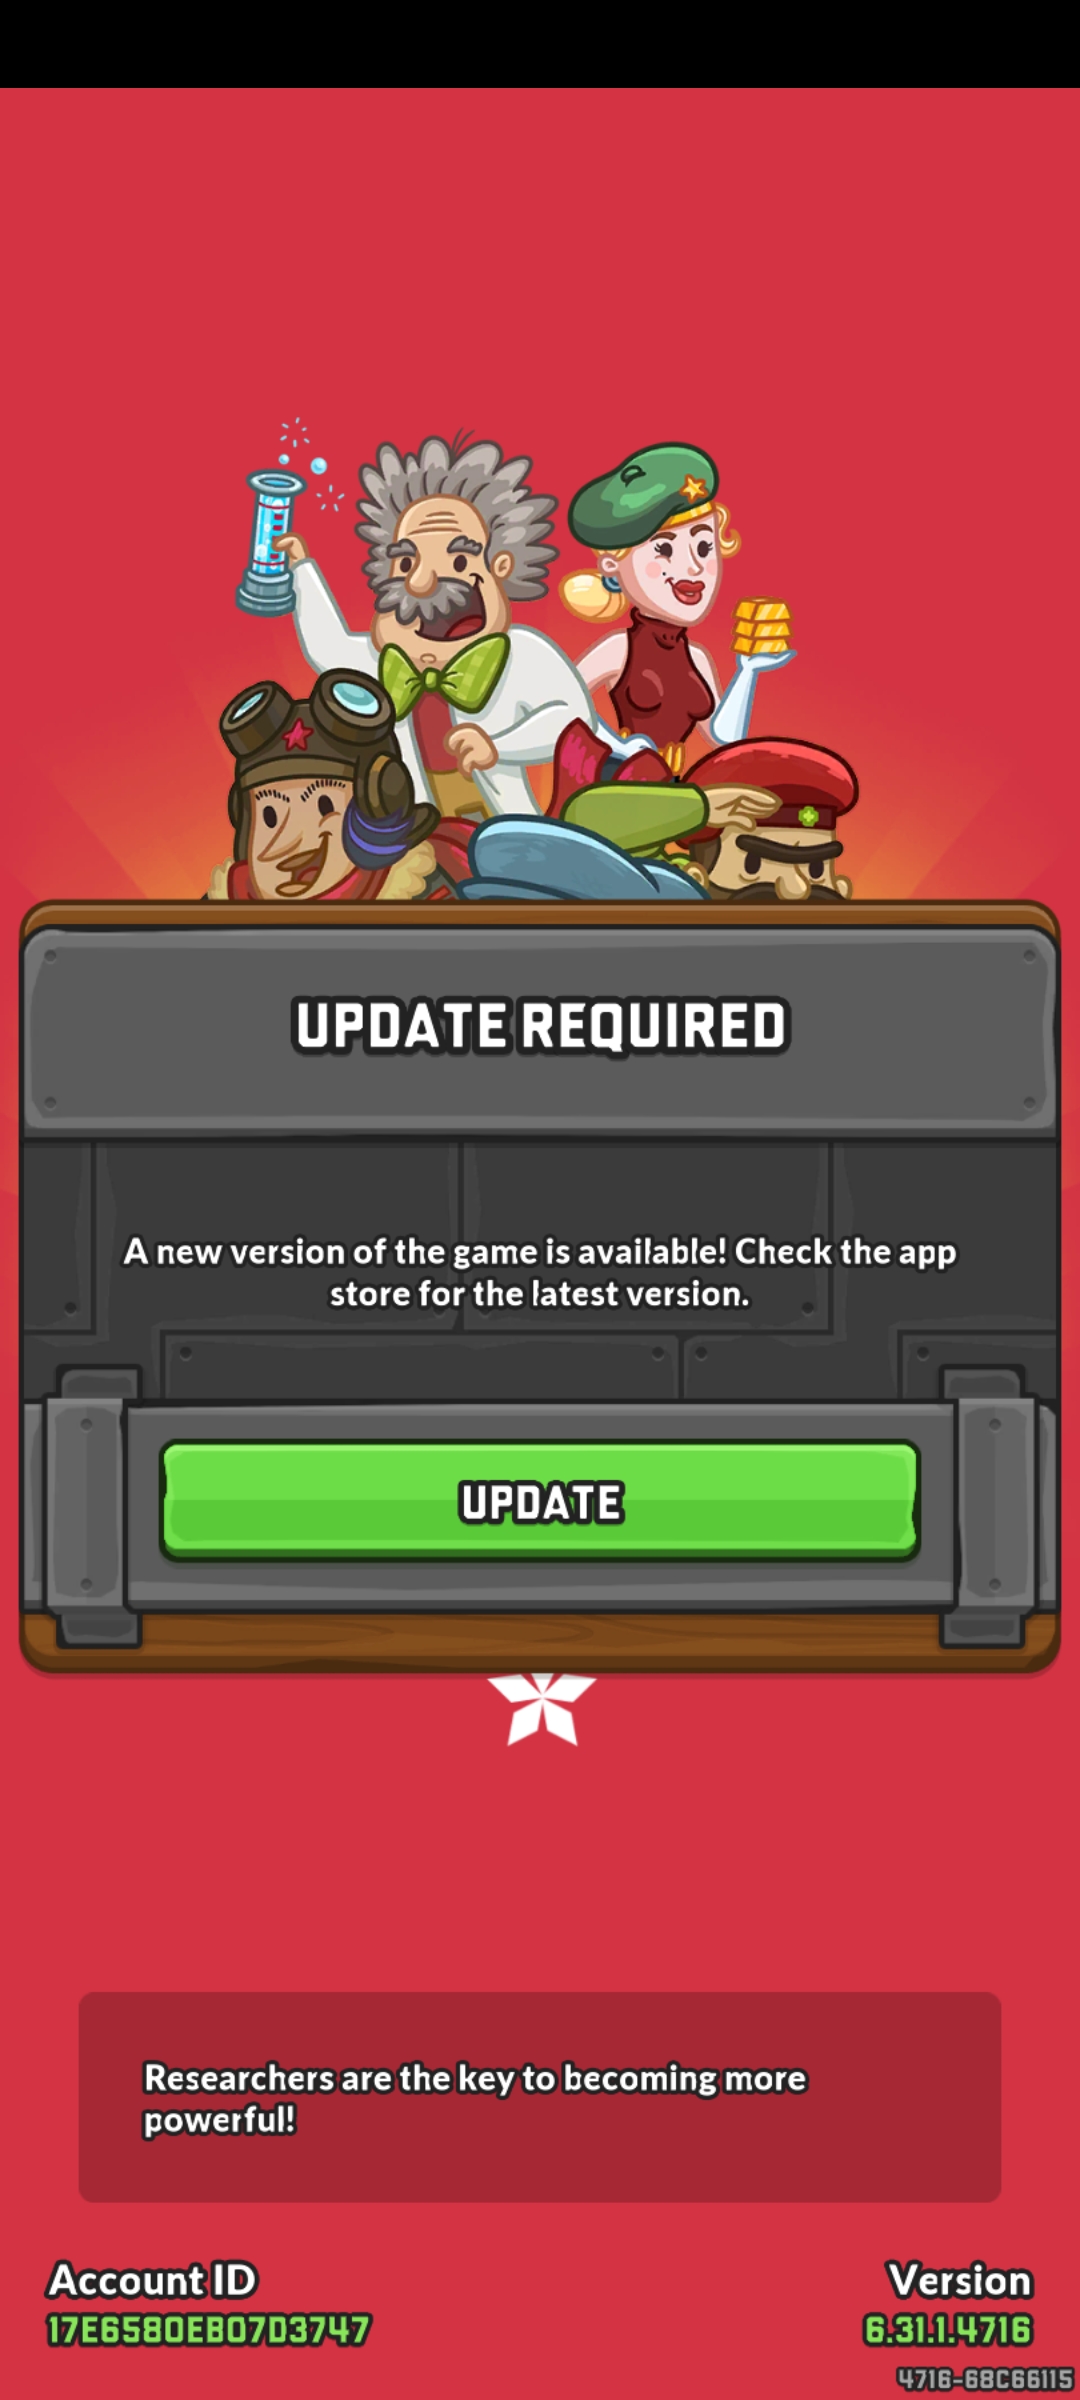 UPDATE REQUIRED
A new version of the game is available! Check the app
store for the latest version.
UPDATE
Researchers are the key to becoming more
powerful!
Account ID
17E6580EB07D3747
Version
6.31.1.4716
4716-68C66115